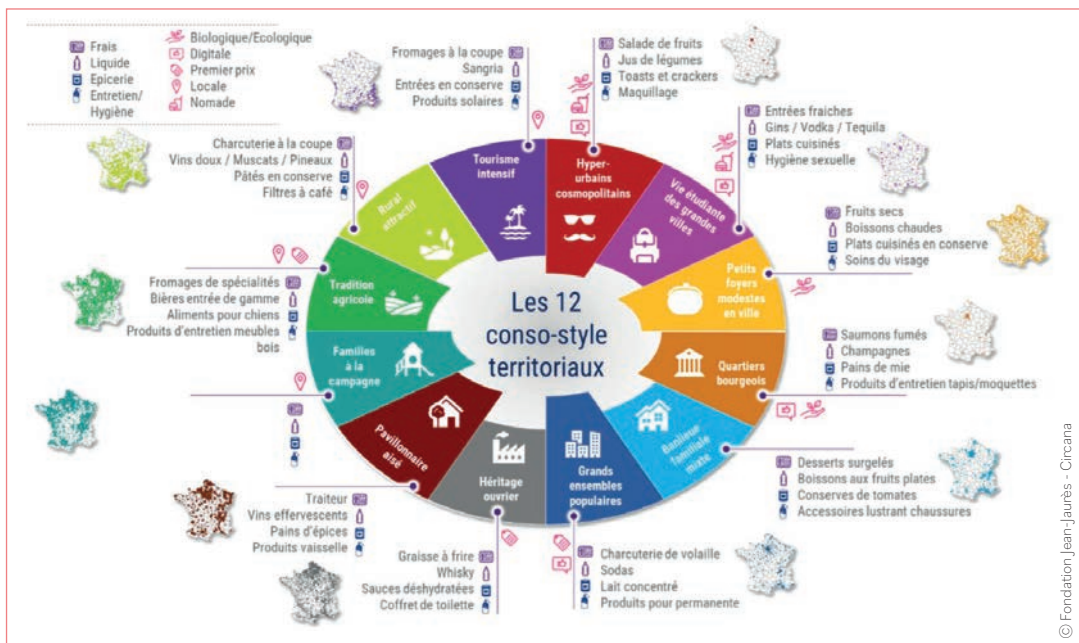 Frais
Liquide
Epicerie
Entretien/
Hygiène
Biologique/Ecologique
Digitale
Premier prix
Locale
Nomade
Fromages à la coupe
Sangria
Entrées en conserve
Produits solaires
Salade de fruits
Jus de légumes
Toasts et crackers
Maquillage
Entrées fraiches
Gins / Vodka / Tequila
Plats cuisinés
Hygiène sexuelle
Charcuterie à la coupe
Vins doux / Muscats / Pineaux
Pâtés en conserve
Filtres à café
Fruits secs
Boissons chaudes
Plats cuisinés en conserve
Soins du visage
Fromages de spécialités
Bières entrée de gamme
Aliments pour chiens
Produits d'entretien meubles
bois
Saumons fumés
Champagnes
Pains de mie
Produits d'entretien tapis/moquettes
Desserts surgelés
Boissons aux fruits plates
Conserves de tomates
Accessoires lustrant chaussures
Traiteur
Vins effervescents
Pains d'épices
Produits vaisselle
Graisse à frire
Whisky
Sauces déshydratées
Coffret de toilette
Charcuterie de volaille
Sodas
Lait concentré
Produits pour permanente
Tourisme
intensif
Hyper-
urbains
cosmopolitains
Vie étudiante
des grandes
villes
Petits
foyers
modestes
en ville
Quartiers
bourgeois
Banlieue
familiale
mixte
Grands
ensembles
populaires
Héritage
ouvrier
Pavillonnaire
aisé
Familles
à la
campagne
Tradition
agricole
Rural
attractif
Les 12
conso-style
territoriaux
© Fondation Jean-Jaurès - Circana